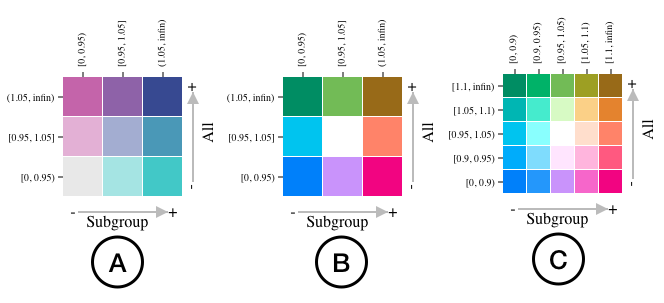 [0, 0.95)
[0.95, 1.05]
(1.05, infin)
(1.05, infin)
[0.95, 1.05]
[0, 0.95)
+
All
-
- +
Subgroup
A
[0, 0.95)
[0.95, 1.05]
(1.05, infin)
(1.05, infin)
[0.95, 1.05]
[0, 0.95)
+
All
-
- +
Subgroup
B
[0, 0.9)
[0.9, 0.95)
[0.95, 1.05)
[1.05, 1.1)
[1.1, infin)
[1.1, infin)
[1.05, 1.1)
[0.95, 1.05)
[0.9, 0.95)
[0, 0.9)
+
All
-
- +
Subgroup
C